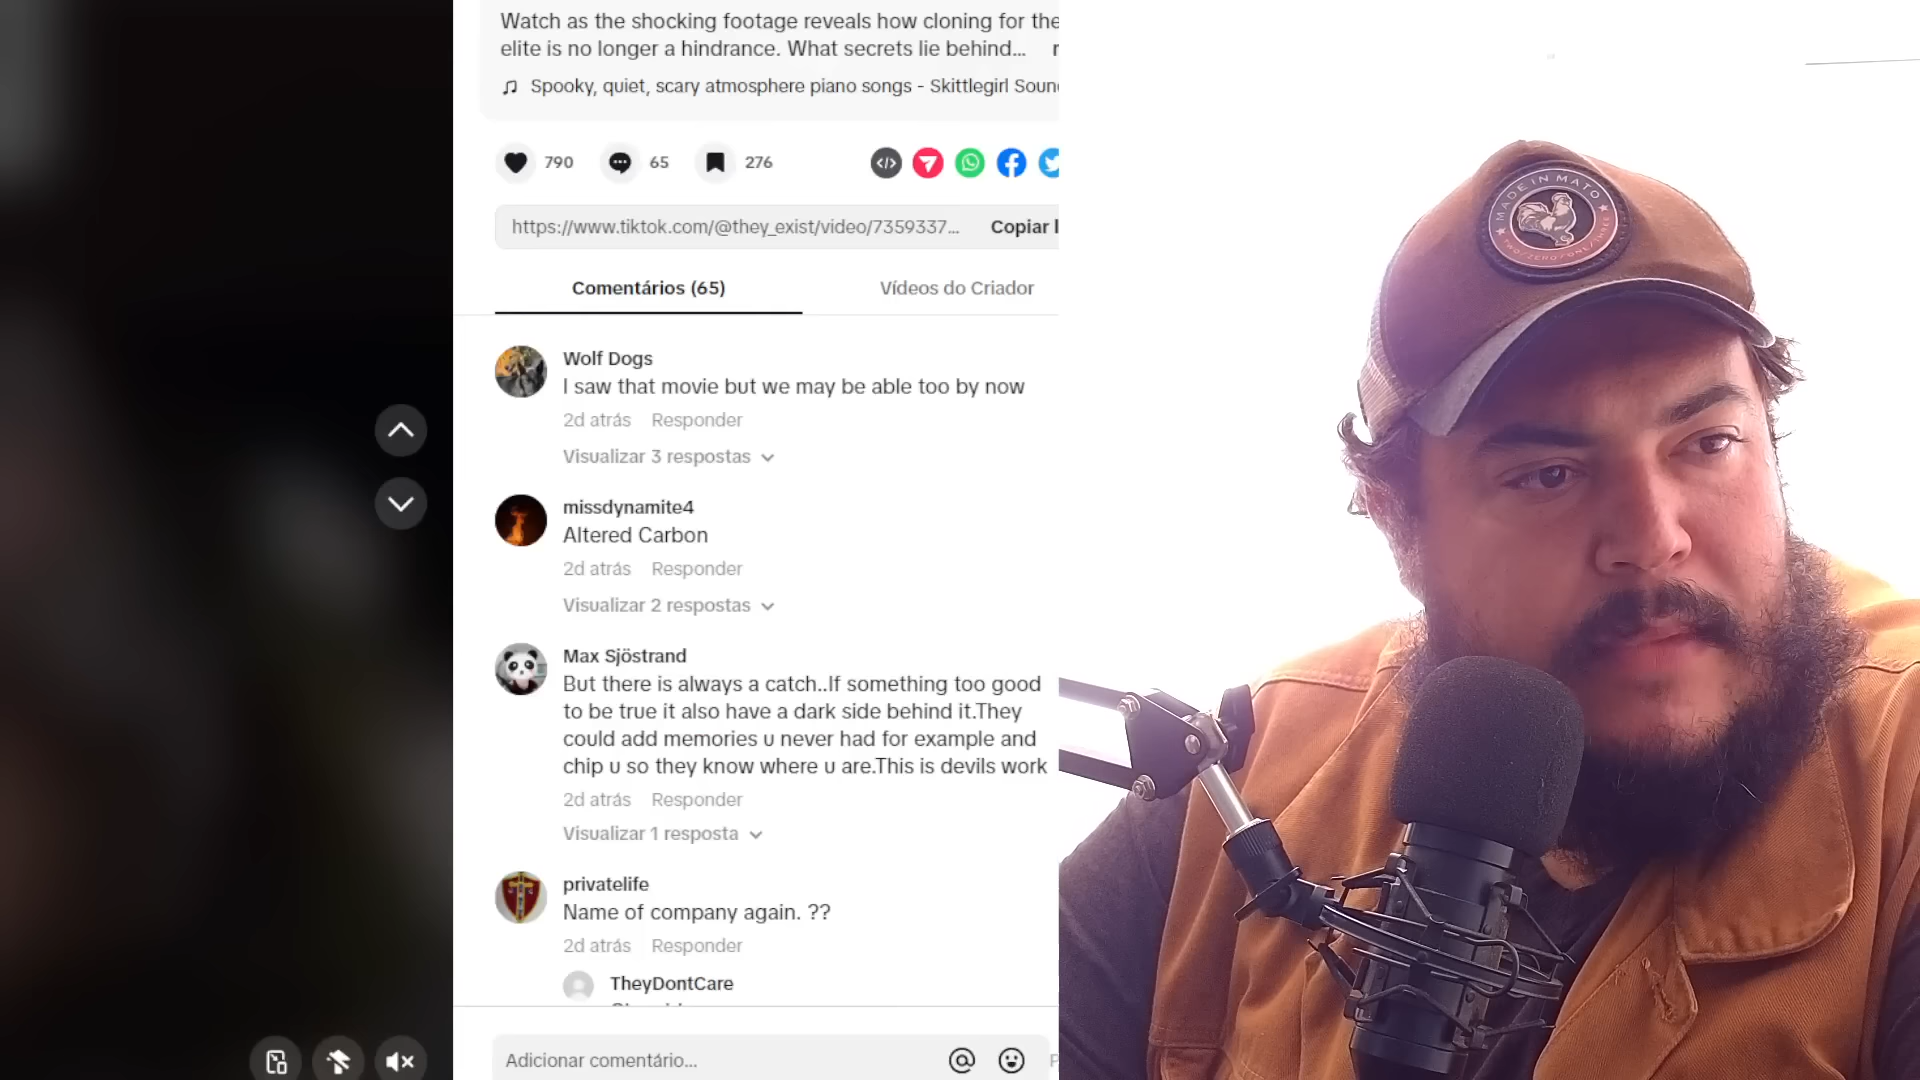 Watch as the shocking footage reveals how cloning for the
elite is no longer a hindrance. What secrets lie behind...
Spooky, quiet, scary atmosphere piano songs - Skittlegirl Soun
790
65
276
https://www.tiktok.com/@they_exist/video/7359337...
Copiar l
Comentários (65)
Vídeos do Criador
Wolf Dogs
I saw that movie but we may be able too by now
2d atrás Responder
Visualizar 3 respostas
missdynamite4
Altered Carbon
2d atrás Responder
Visualizar 2 respostas
Max Sjöstrand
But there is always a catch..If something too good
to be true it also have a dark side behind it.They
could add memories u never had for example and
chip u so they know where u are.This is devils work
2d atrás Responder
Visualizar 1 resposta
privatelife
Name of company again. ??
2d atrás Responder
TheyDontCare
Adicionar comentário...
MADE IN MATO
TWO/ZERO/ONE/THREE